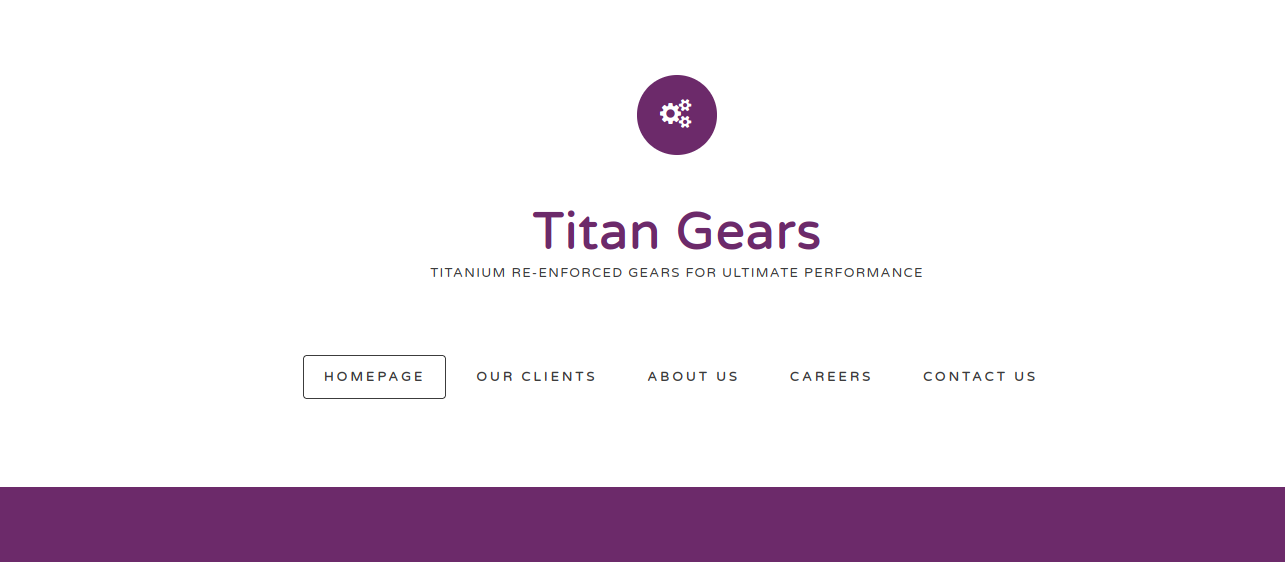 Titan Gears
TITANIUM RE-ENFORCED GEARS FOR ULTIMATE PERFORMANCE
HOMEPAGE OUR CLIENTS ABOUT US CAREERS CONTACT US